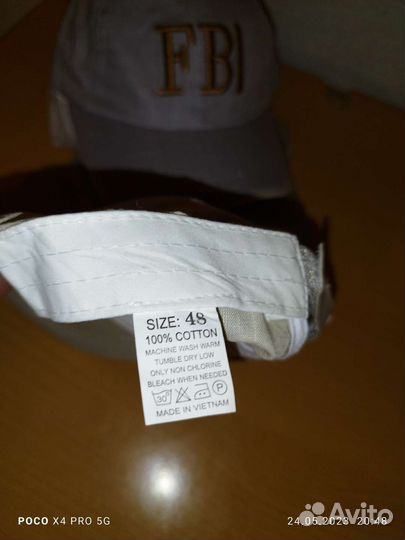 FBI
SIZE: 48
100% COTTON
MACHINE WASH WARM
TUMBLE DRY LOW
ONLY NON CHLORINE
BLEACH WHEN NEEDED
30° P
MADE IN VIETNAM
POCO X4 PRO 5G
24.05.2023 20:48
Avito